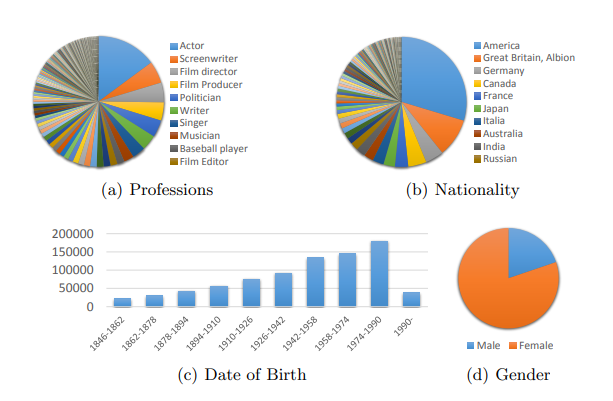 Actor
Screenwriter
Film director
Film Producer
Politician
Writer
Singer
Musician
Baseball player
Film Editor
(a) Professions
America
Great Britain, Albion
Germany
Canada
France
Japan
Italia
Australia
India
Russian
(b) Nationality
200000
150000
100000
50000
0
1846-1862
1862-1878
1878-1894
1894-1910
1910-1926
1926-1942
1942-1958
1958-1974
1974-1990
1990-
(c) Date of Birth
Male Female
(d) Gender